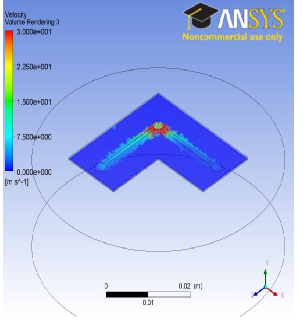 Velocity
Volume Rendering 3
3.000e+001
2.250e+001
1.500e+001
7.500e+000
0.000e+000
[m s^-1]
ANSYS
Noncommercial use only
0
0.02 (m)
0.01
Y
Z
X